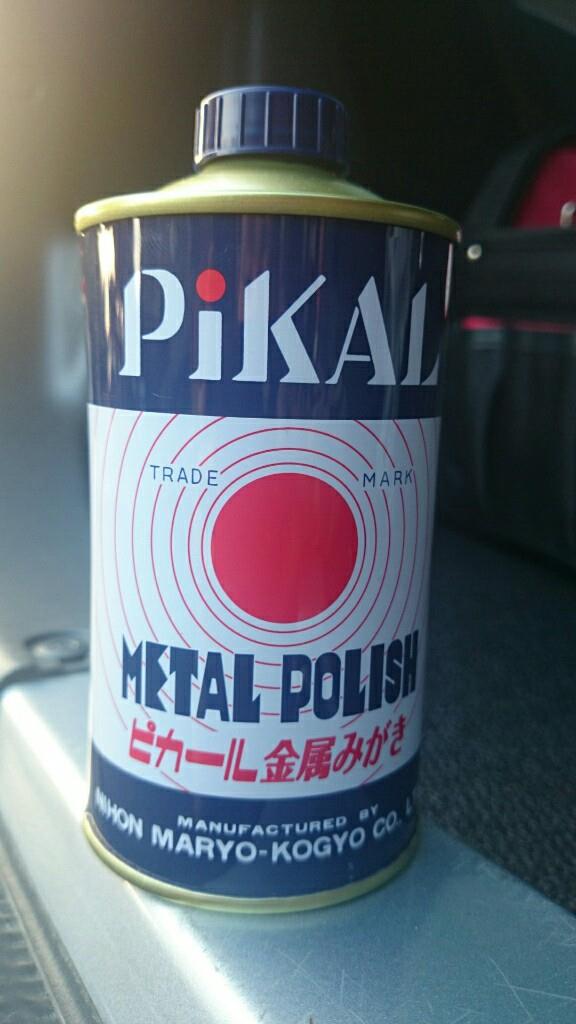 PiKAL
TRADE MARK
METAL POLISH
ピカール金属みがき
MANUFACTURED BY
NIHON MARYO-KOGYO CO.